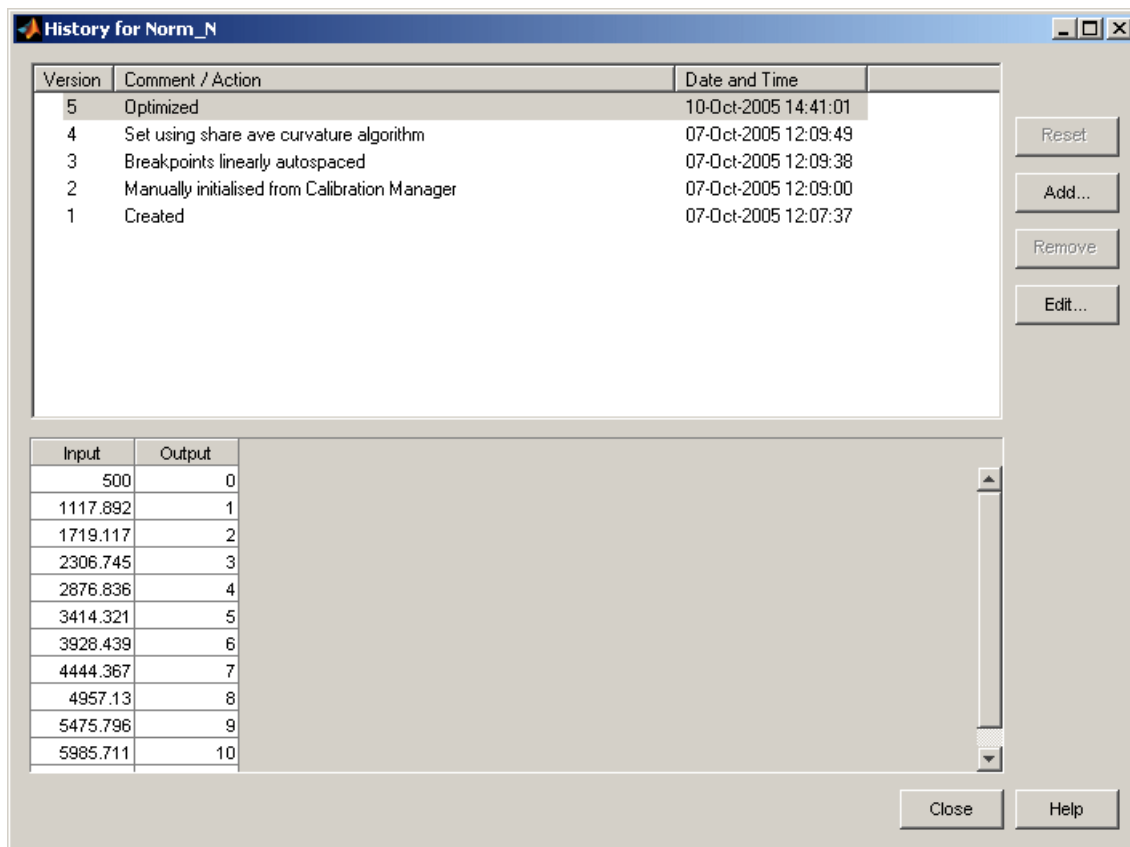 History for Norm_N
Version Comment / Action Date and Time
5 Optimized 10-Oct-2005 14:41:01
4 Set using share ave curvature algorithm 07-Oct-2005 12:09:49
3 Breakpoints linearly autospaced 07-Oct-2005 12:09:38
2 Manually initialised from Calibration Manager 07-Oct-2005 12:09:00
1 Created 07-Oct-2005 12:07:37
Reset
Add...
Remove
Edit...
Input Output
500 0
1117.892 1
1719.117 2
2306.745 3
2876.836 4
3414.321 5
3928.439 6
4444.367 7
4957.13 8
5475.796 9
5985.711 10
Close Help